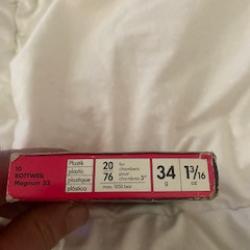 10
ROTTWEIL
Magnum 33
Plastik
plastic
plastique
plástico
20
76
for
chambers
pour
chambres 3"
max. 1050 bar
34
g
1 3/16
oz